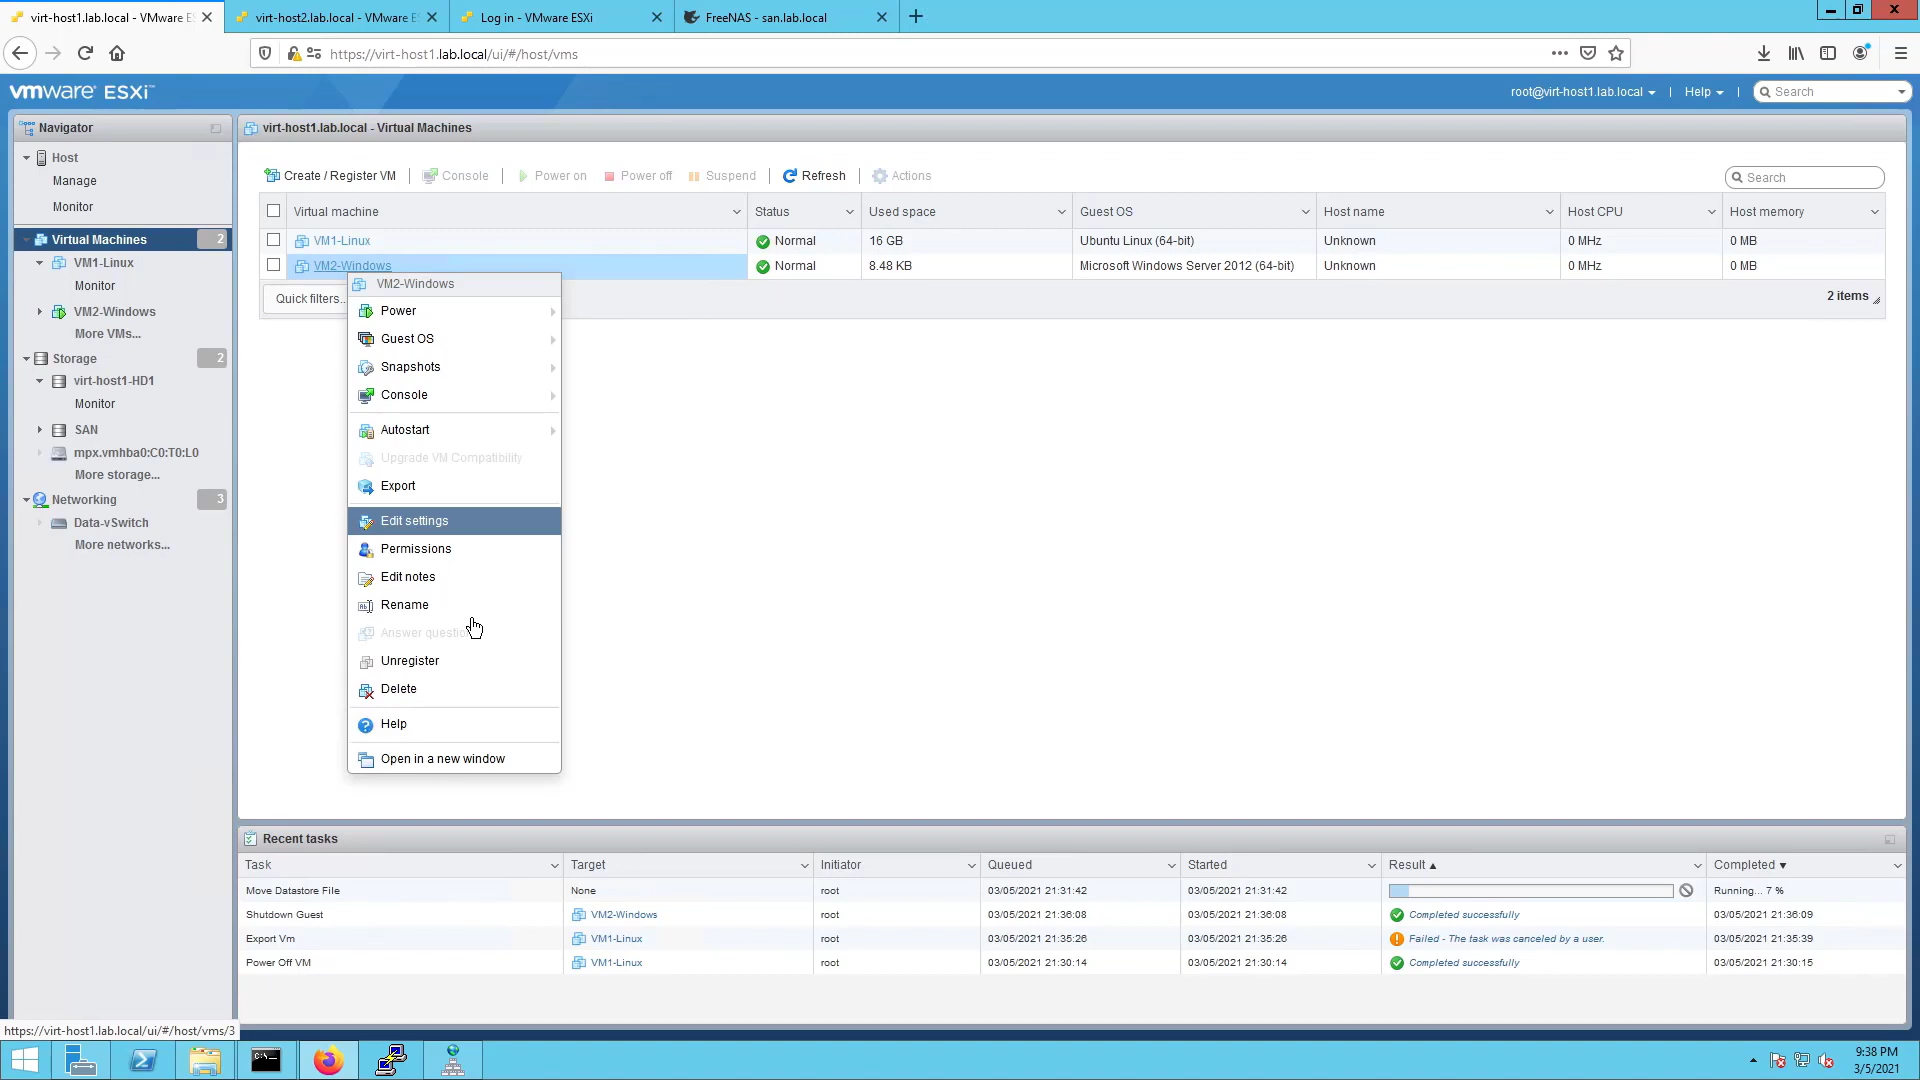 virt-host1.lab.local - VMware ES
virt-host2.lab.local - VMware E
Log in - VMware ESXi
FreeNAS - san.lab.local
https://virt-host1.lab.local/ui/#/host/vms
vmware ESXi™
root@virt-host1.lab.local
Help
Search
Navigator
virt-host1.lab.local - Virtual Machines
Host
Manage
Monitor
Virtual Machines 2
VM1-Linux
Monitor
VM2-Windows
More VMs...
Storage 2
virt-host1-HD1
Monitor
SAN
mpx.vmhba0:C0:T0:L0
More storage...
Networking 3
Data-vSwitch
More networks...
Create / Register VM
Console
Power on
Power off
Suspend
Refresh
Actions
Search
Virtual machine Status Used space Guest OS Host name Host CPU Host memory
VM1-Linux Normal 16 GB Ubuntu Linux (64-bit) Unknown 0 MHz 0 MB
VM2-Windows Normal 8.48 KB Microsoft Windows Server 2012 (64-bit) Unknown 0 MHz 0 MB
Quick filters...
2 items
VM2-Windows
Power
Guest OS
Snapshots
Console
Autostart
Upgrade VM Compatibility
Export
Edit settings
Permissions
Edit notes
Rename
Answer question
Unregister
Delete
Help
Open in a new window
Recent tasks
Task Target Initiator Queued Started Result Completed
Move Datastore File None root 03/05/2021 21:31:42 03/05/2021 21:31:42 Running... 7 %
Shutdown Guest VM2-Windows root 03/05/2021 21:36:08 03/05/2021 21:36:08 Completed successfully 03/05/2021 21:36:09
Export Vm VM1-Linux root 03/05/2021 21:35:26 03/05/2021 21:35:26 Failed - The task was canceled by a user. 03/05/2021 21:35:39
Power Off VM VM1-Linux root 03/05/2021 21:30:14 03/05/2021 21:30:14 Completed successfully 03/05/2021 21:30:15
https://virt-host1.lab.local/ui/#/host/vms/3
9:38 PM
3/5/2021